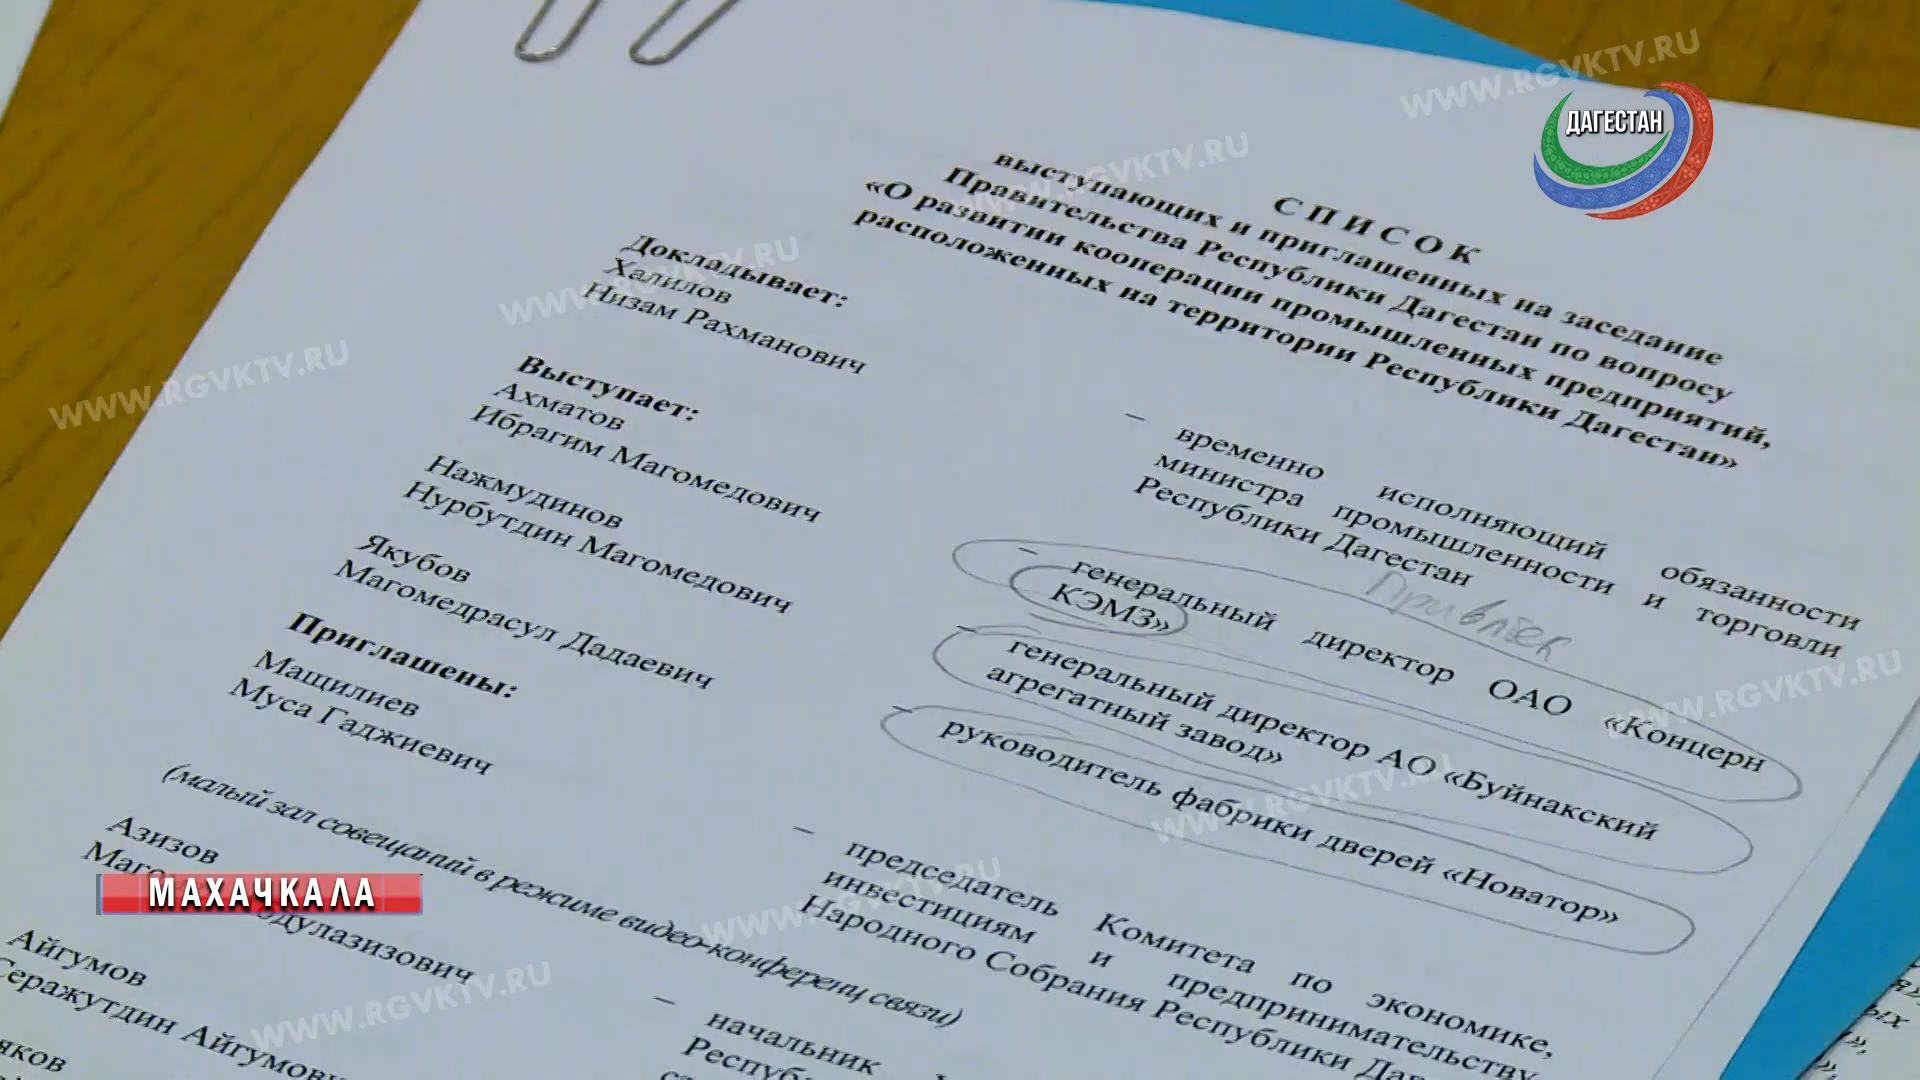 WWW.RGVKTV.RU
ДАГЕСТАН
СПИСОК
выступающих и приглашенных на заседание
Правительства Республики Дагестан по вопросу
«О развитии кооперации промышленных предприятий,
расположенных на территории Республики Дагестан»
Докладывает:
Халилов
Низам Рахманович
– временно исполняющий обязанности
министра промышленности и торговли
Республики Дагестан
Выступает:
Ахматов
Ибрагим Магомедович
– генеральный директор ОАО «Концерн
КЭМЗ»
Нажмудинов
Нурбутдин Магомедович
– генеральный директор АО «Буйнакский
агрегатный завод»
Якубов
Магомедрасул Дадаевич
– руководитель фабрики дверей «Новатор»
Приглашены:
Мащилиев
Муса Гаджиевич
– председатель Комитета по экономике,
инвестициям и предпринимательству
Народного Собрания Республики
(малый зал совещаний в режиме видео-конференц связи)
Азизов
– начальник
Айгумов
Серажутдин
МАХАЧКАЛА